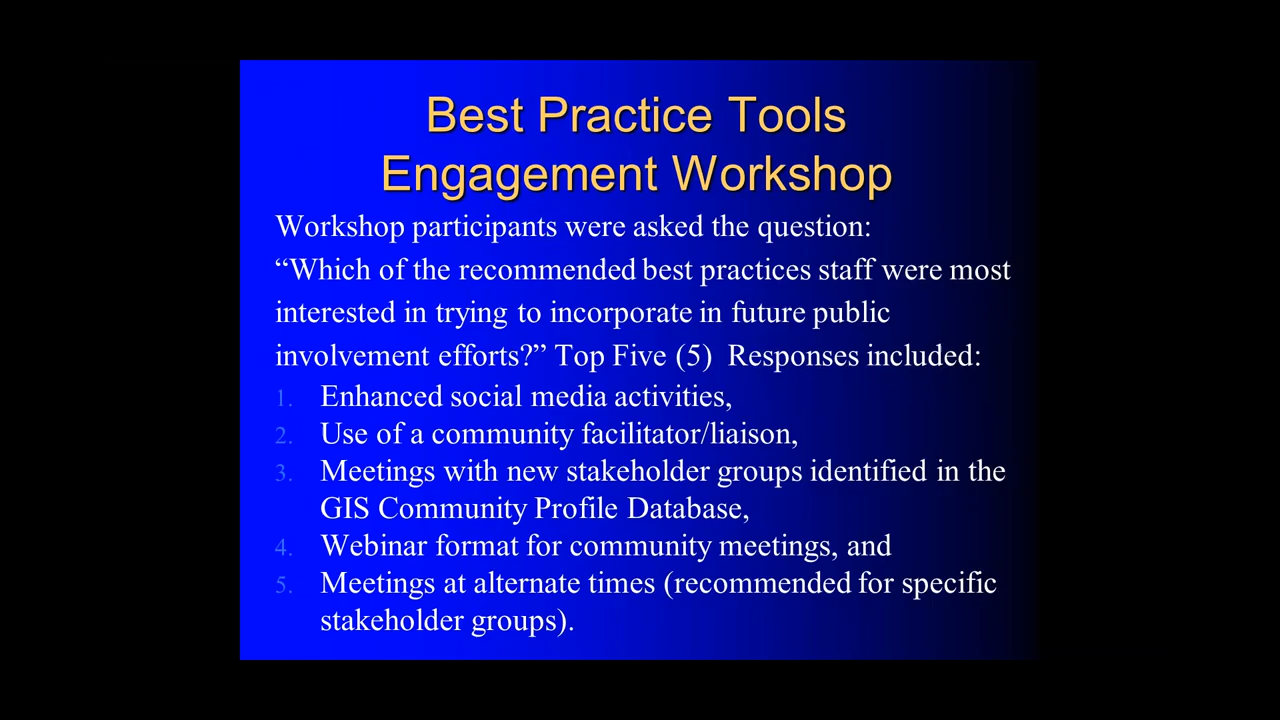 Best Practice Tools
Engagement Workshop
Workshop participants were asked the question:
“Which of the recommended best practices staff were most
interested in trying to incorporate in future public
involvement efforts?” Top Five (5)  Responses included:
1. Enhanced social media activities,
2. Use of a community facilitator/liaison,
3. Meetings with new stakeholder groups identified in the
GIS Community Profile Database,
4. Webinar format for community meetings, and
5. Meetings at alternate times (recommended for specific
stakeholder groups).